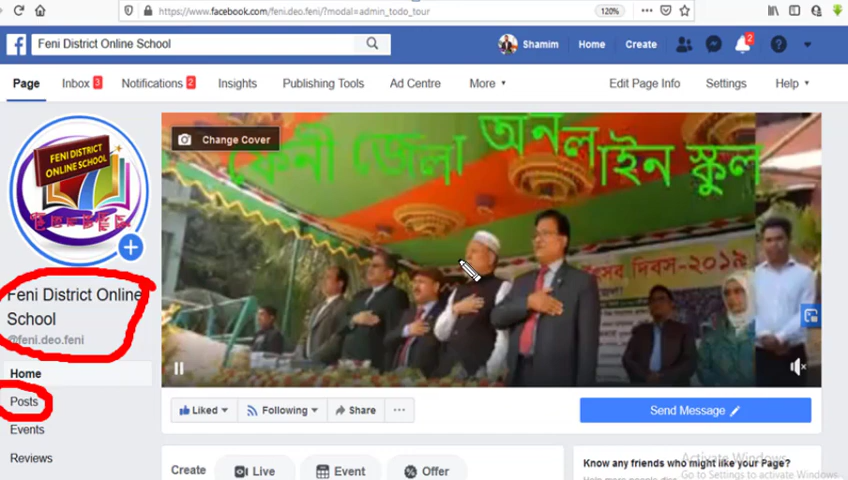 https://www.facebook.com/feni.deo.feni/?modal=admin_todo_tour
120%
Feni District Online School
Shamim Home Create 2
Page Inbox 3 Notifications 2 Insights Publishing Tools Ad Centre More Edit Page Info Settings Help
Change Cover
ফেনী জেলা অনলাইন স্কুল
FENI DISTRICT
ONLINE SCHOOL
দিবস-২০১৯
Feni District Online
School
@feni.deo.feni
Home
Posts
Events
Reviews
Liked Following Share
Send Message
Create Live Event Offer
Know any friends who might like your Page?
Activate Windows
Go to Settings to activate Windows.